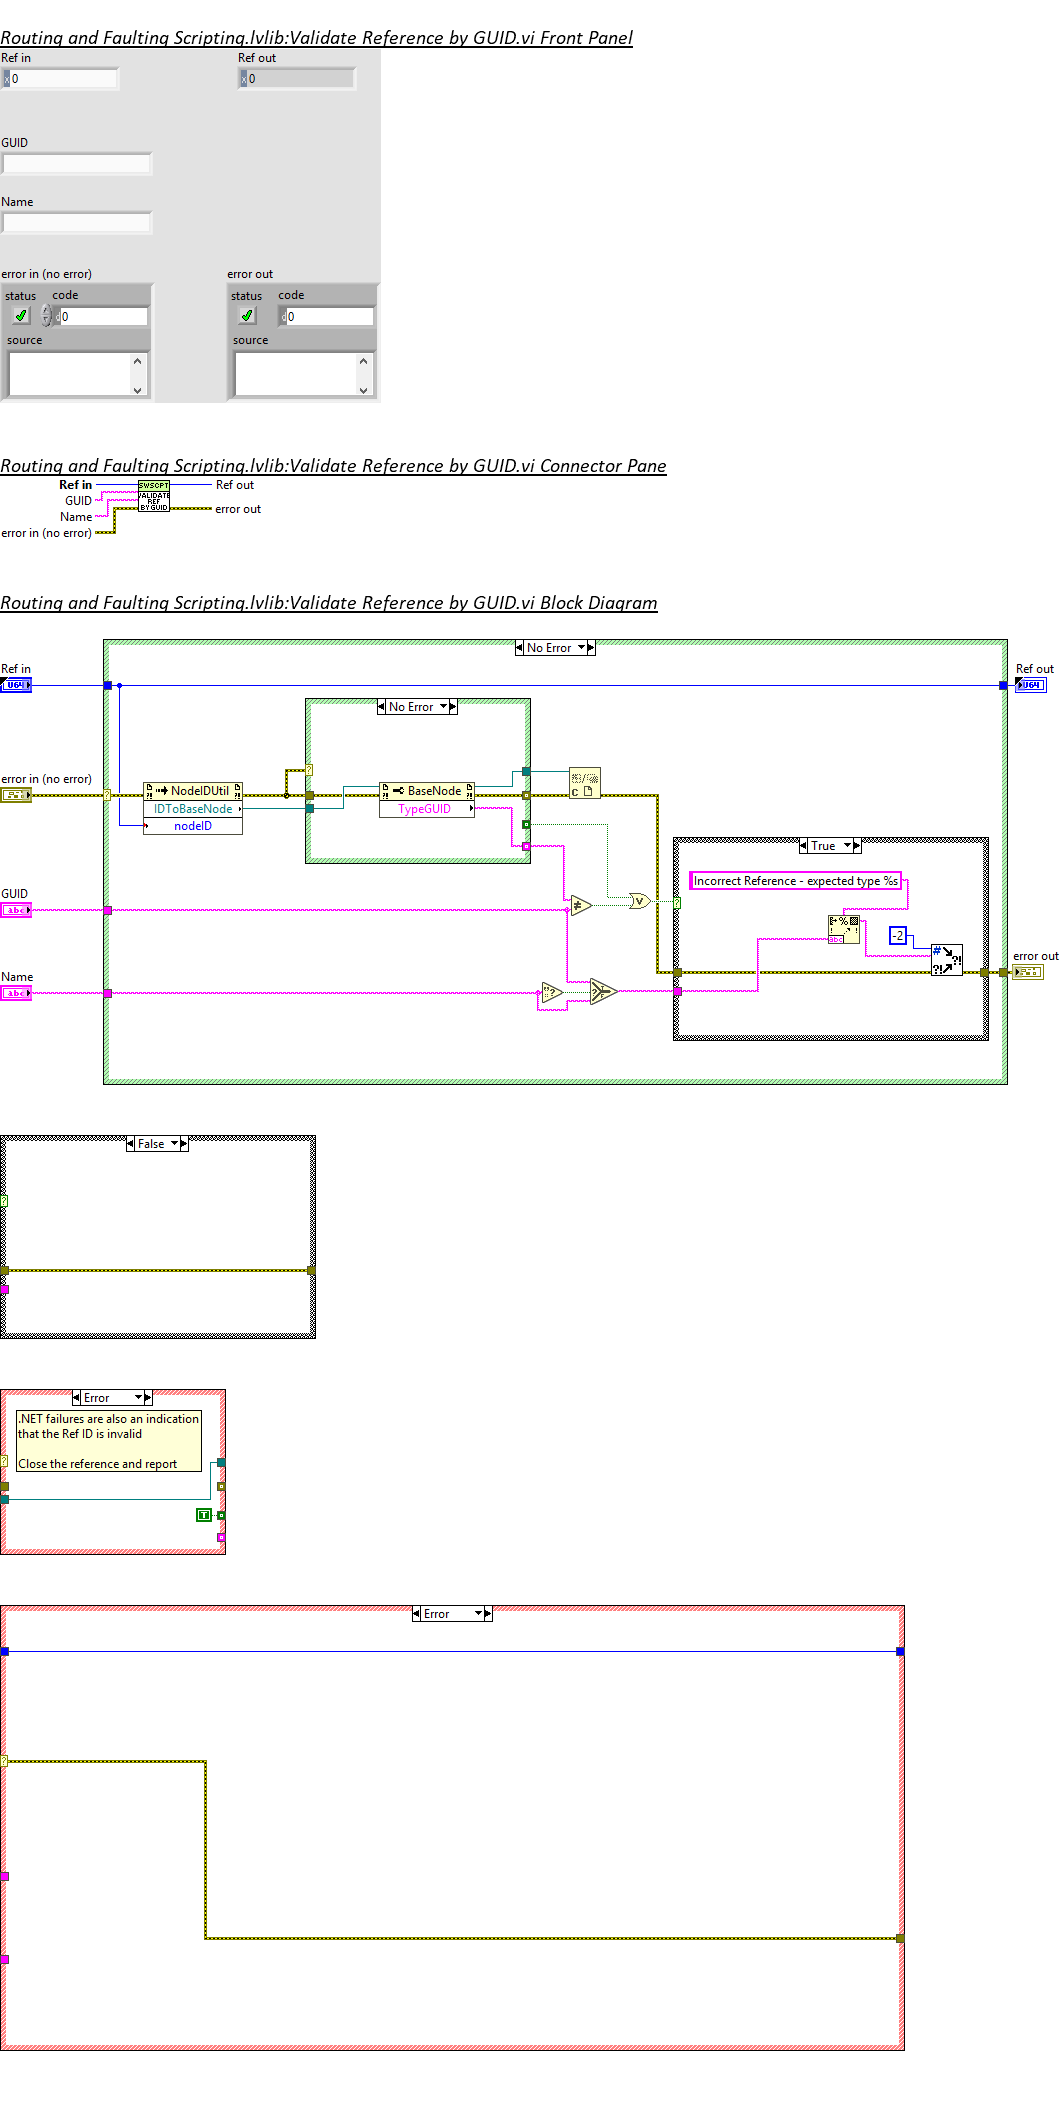 Routing and Faulting Scripting.lvlib:Validate Reference by GUID.vi Front Panel
Ref in
Ref out
x 0
x 0
GUID
Name
error in (no error)
error out
status code
status code
d 0
d 0
source
source
Routing and Faulting Scripting.lvlib:Validate Reference by GUID.vi Connector Pane
Ref in
GUID
Name
error in (no error)
SWSCPT
VALIDATE
REF
BY GUID
Ref out
error out
Routing and Faulting Scripting.lvlib:Validate Reference by GUID.vi Block Diagram
No Error
Ref in
U64
Ref out
U64
No Error
error in (no error)
?
?
NodeIDUtil
IDToBaseNode
nodeID
BaseNode
TypeGUID
C
True
Incorrect Reference - expected type %s
GUID
abc
≠
V
?
%
abc
-2
#
?!
?!
error out
Name
abc
?
?
T
F
False
?
Error
.NET failures are also an indication
that the Ref ID is invalid
Close the reference and report
?
T
Error
?